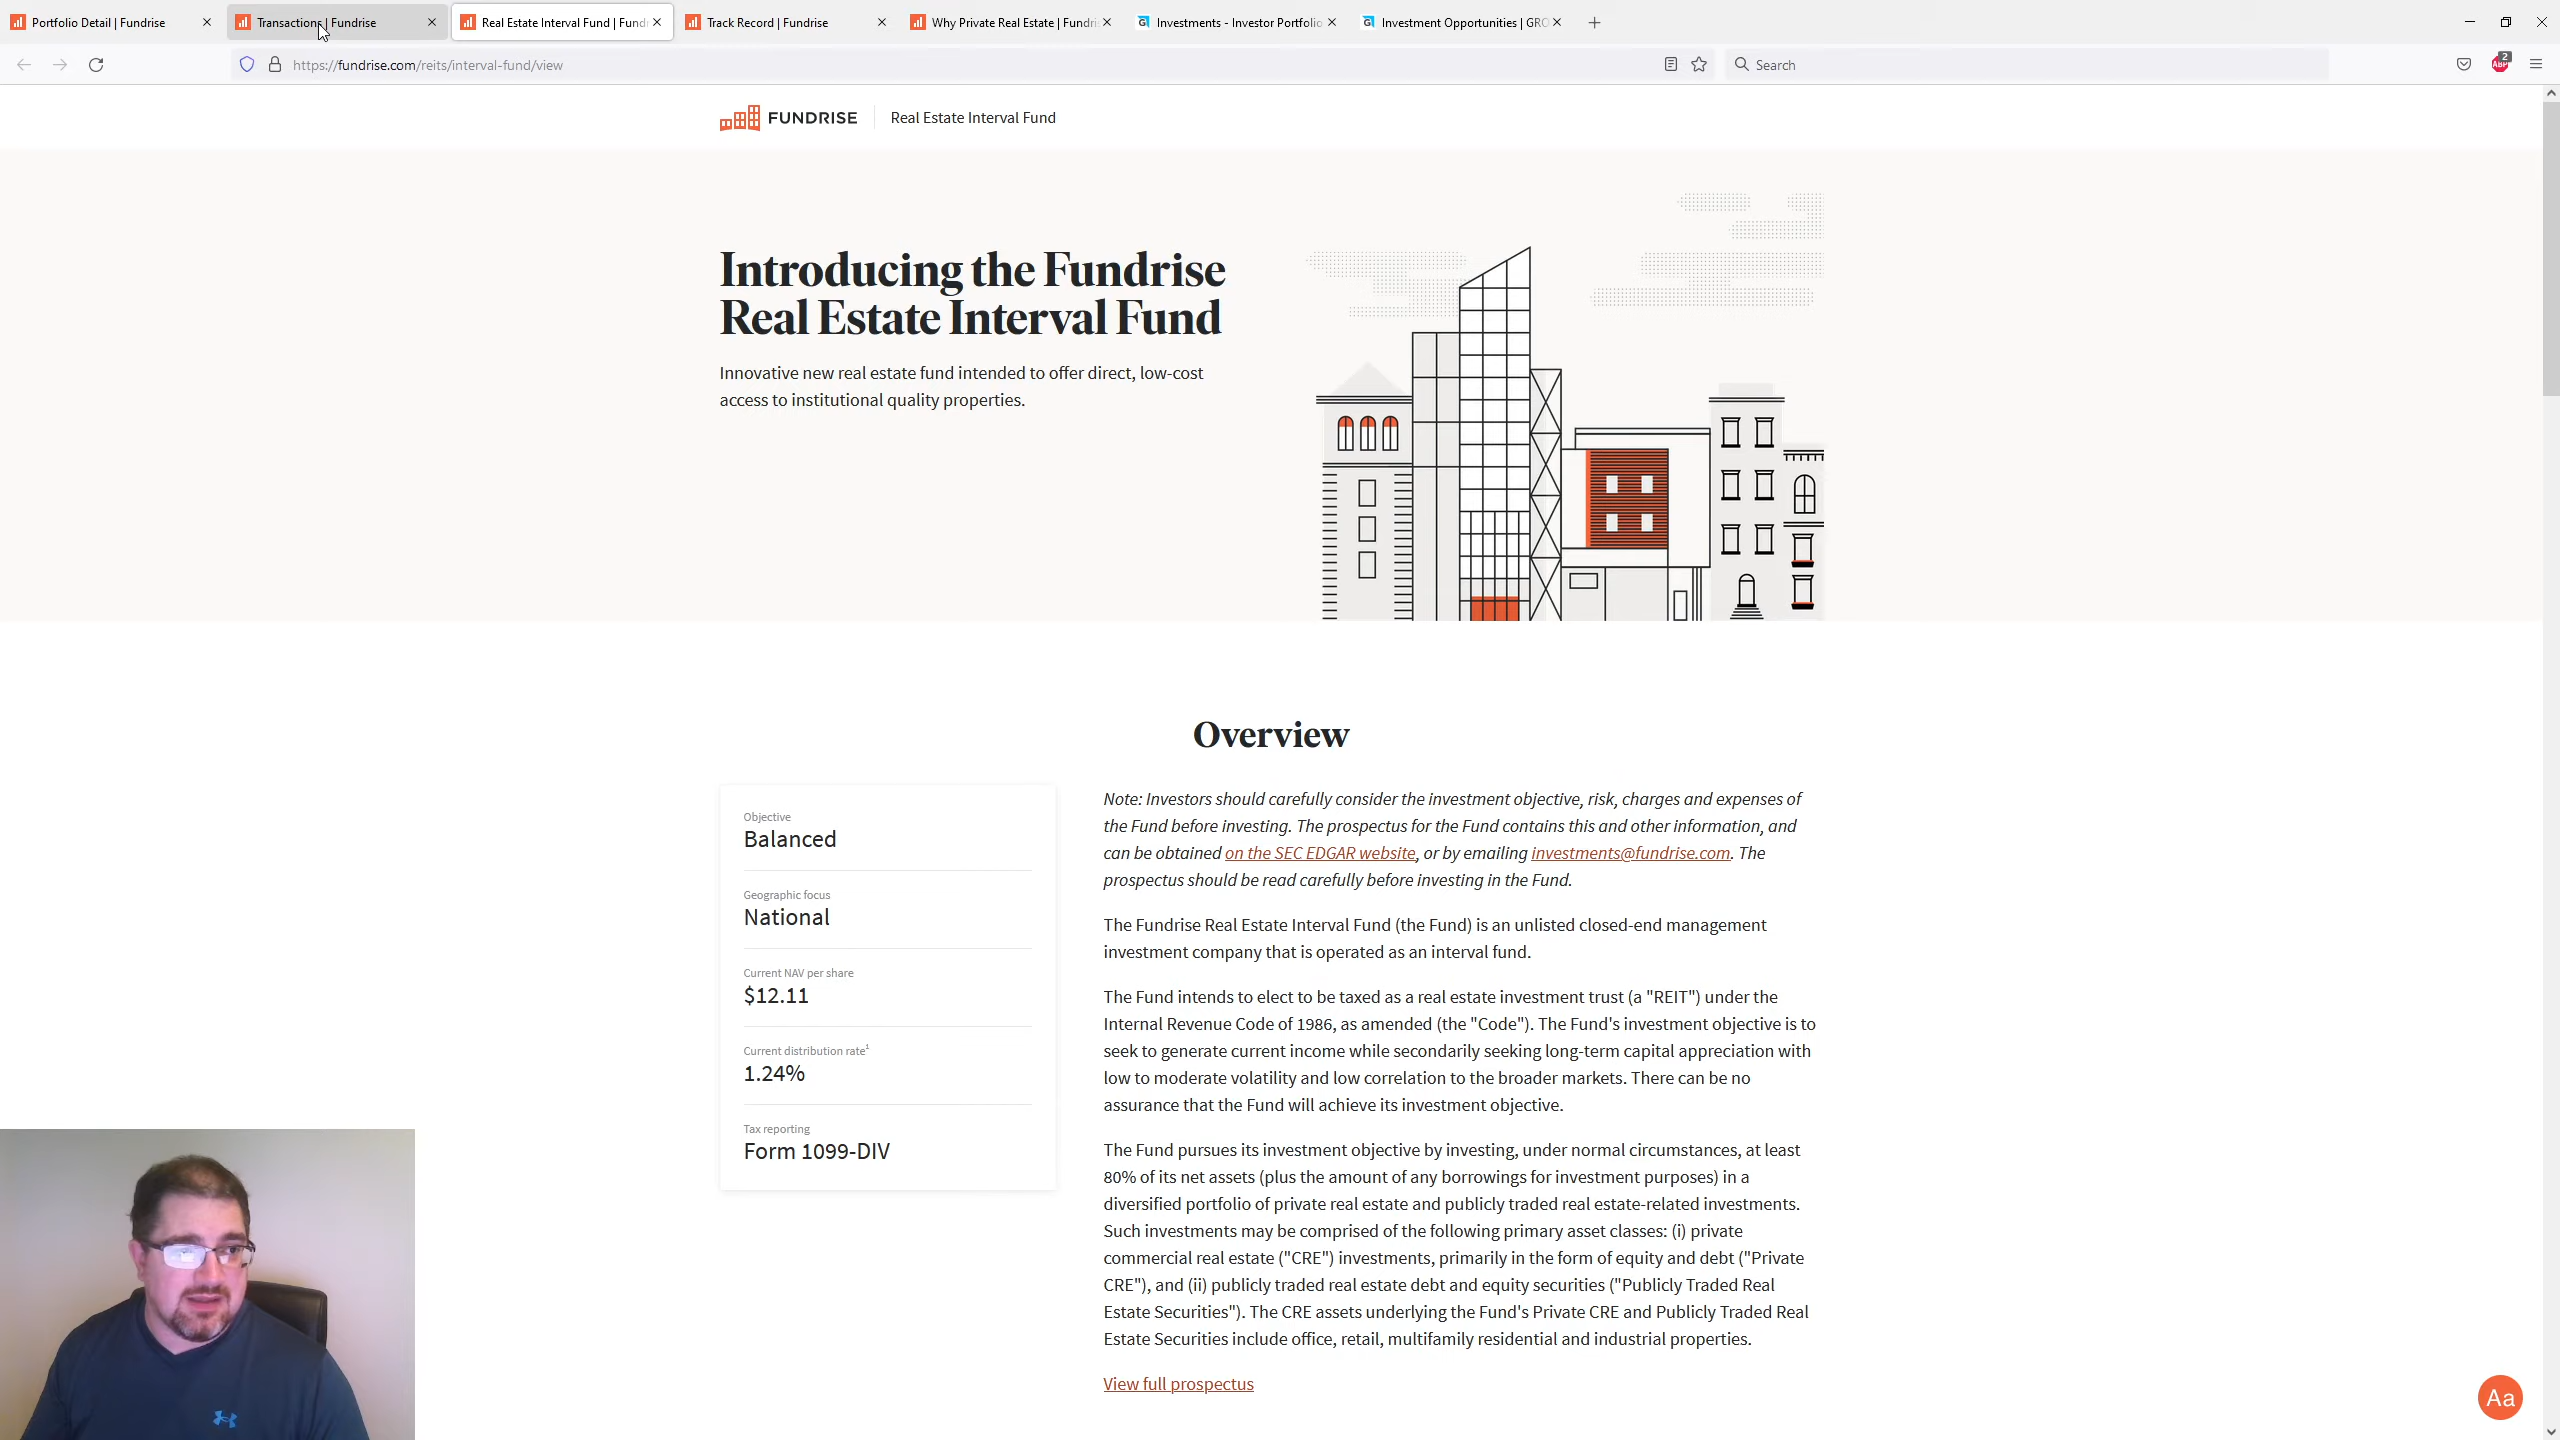 Portfolio Detail | Fundrise
Transactions | Fundrise
Real Estate Interval Fund | Fund
Track Record | Fundrise
Why Private Real Estate | Fundri
Investments - Investor Portfolio
Investment Opportunities | GRO
https://fundrise.com/reits/interval-fund/view
Search
2
ABP
FUNDRISE
Real Estate Interval Fund
Introducing the Fundrise
Real Estate Interval Fund
Innovative new real estate fund intended to offer direct, low-cost
access to institutional quality properties.
Overview
Objective
Balanced
Geographic focus
National
Current NAV per share
$12.11
Current distribution rate¹
1.24%
Tax reporting
Form 1099-DIV
Note: Investors should carefully consider the investment objective, risk, charges and expenses of
the Fund before investing. The prospectus for the Fund contains this and other information, and
can be obtained on the SEC EDGAR website, or by emailing investments@fundrise.com. The
prospectus should be read carefully before investing in the Fund.
The Fundrise Real Estate Interval Fund (the Fund) is an unlisted closed-end management
investment company that is operated as an interval fund.
The Fund intends to elect to be taxed as a real estate investment trust (a "REIT") under the
Internal Revenue Code of 1986, as amended (the "Code"). The Fund's investment objective is to
seek to generate current income while secondarily seeking long-term capital appreciation with
low to moderate volatility and low correlation to the broader markets. There can be no
assurance that the Fund will achieve its investment objective.
The Fund pursues its investment objective by investing, under normal circumstances, at least
80% of its net assets (plus the amount of any borrowings for investment purposes) in a
diversified portfolio of private real estate and publicly traded real estate-related investments.
Such investments may be comprised of the following primary asset classes: (i) private
commercial real estate ("CRE") investments, primarily in the form of equity and debt ("Private
CRE"), and (ii) publicly traded real estate debt and equity securities ("Publicly Traded Real
Estate Securities"). The CRE assets underlying the Fund's Private CRE and Publicly Traded Real
Estate Securities include office, retail, multifamily residential and industrial properties.
View full prospectus
Aa